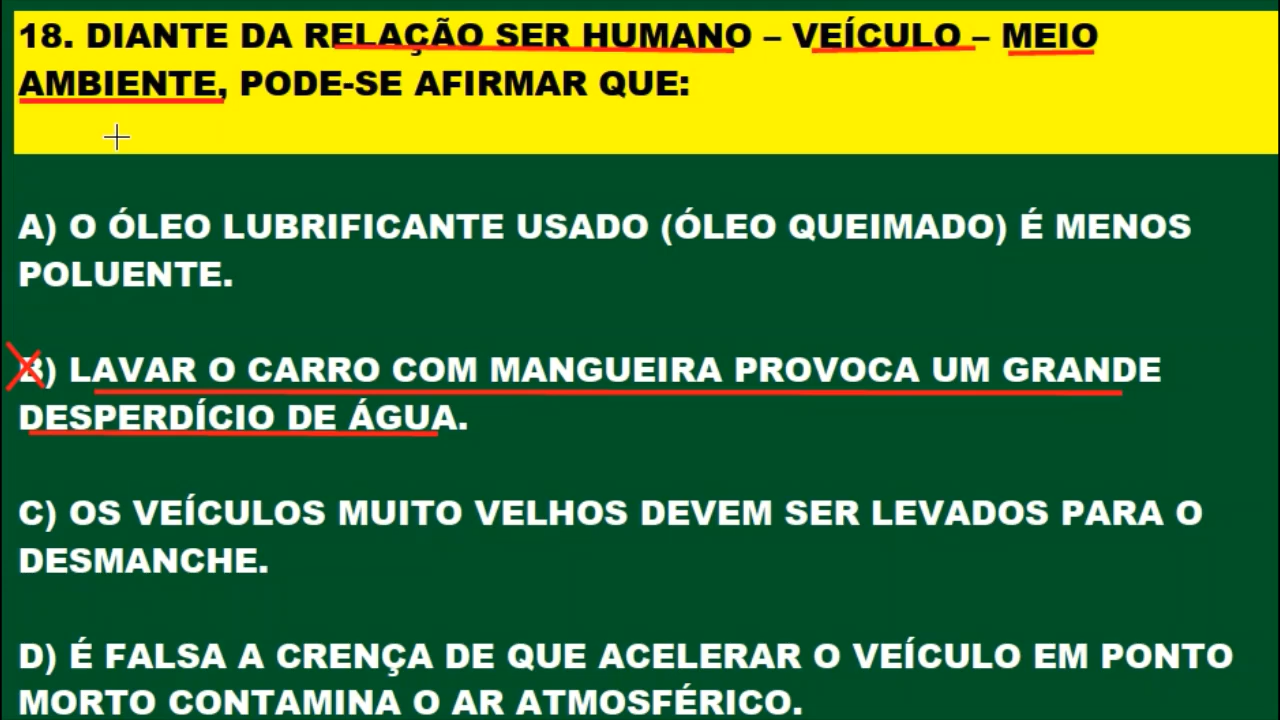 18. DIANTE DA RELAÇÃO SER HUMANO – VEÍCULO – MEIO
AMBIENTE, PODE-SE AFIRMAR QUE:
A) O ÓLEO LUBRIFICANTE USADO (ÓLEO QUEIMADO) É MENOS
POLUENTE.
B) LAVAR O CARRO COM MANGUEIRA PROVOCA UM GRANDE
DESPERDÍCIO DE ÁGUA.
C) OS VEÍCULOS MUITO VELHOS DEVEM SER LEVADOS PARA O
DESMANCHE.
D) É FALSA A CRENÇA DE QUE ACELERAR O VEÍCULO EM PONTO
MORTO CONTAMINA O AR ATMOSFÉRICO.